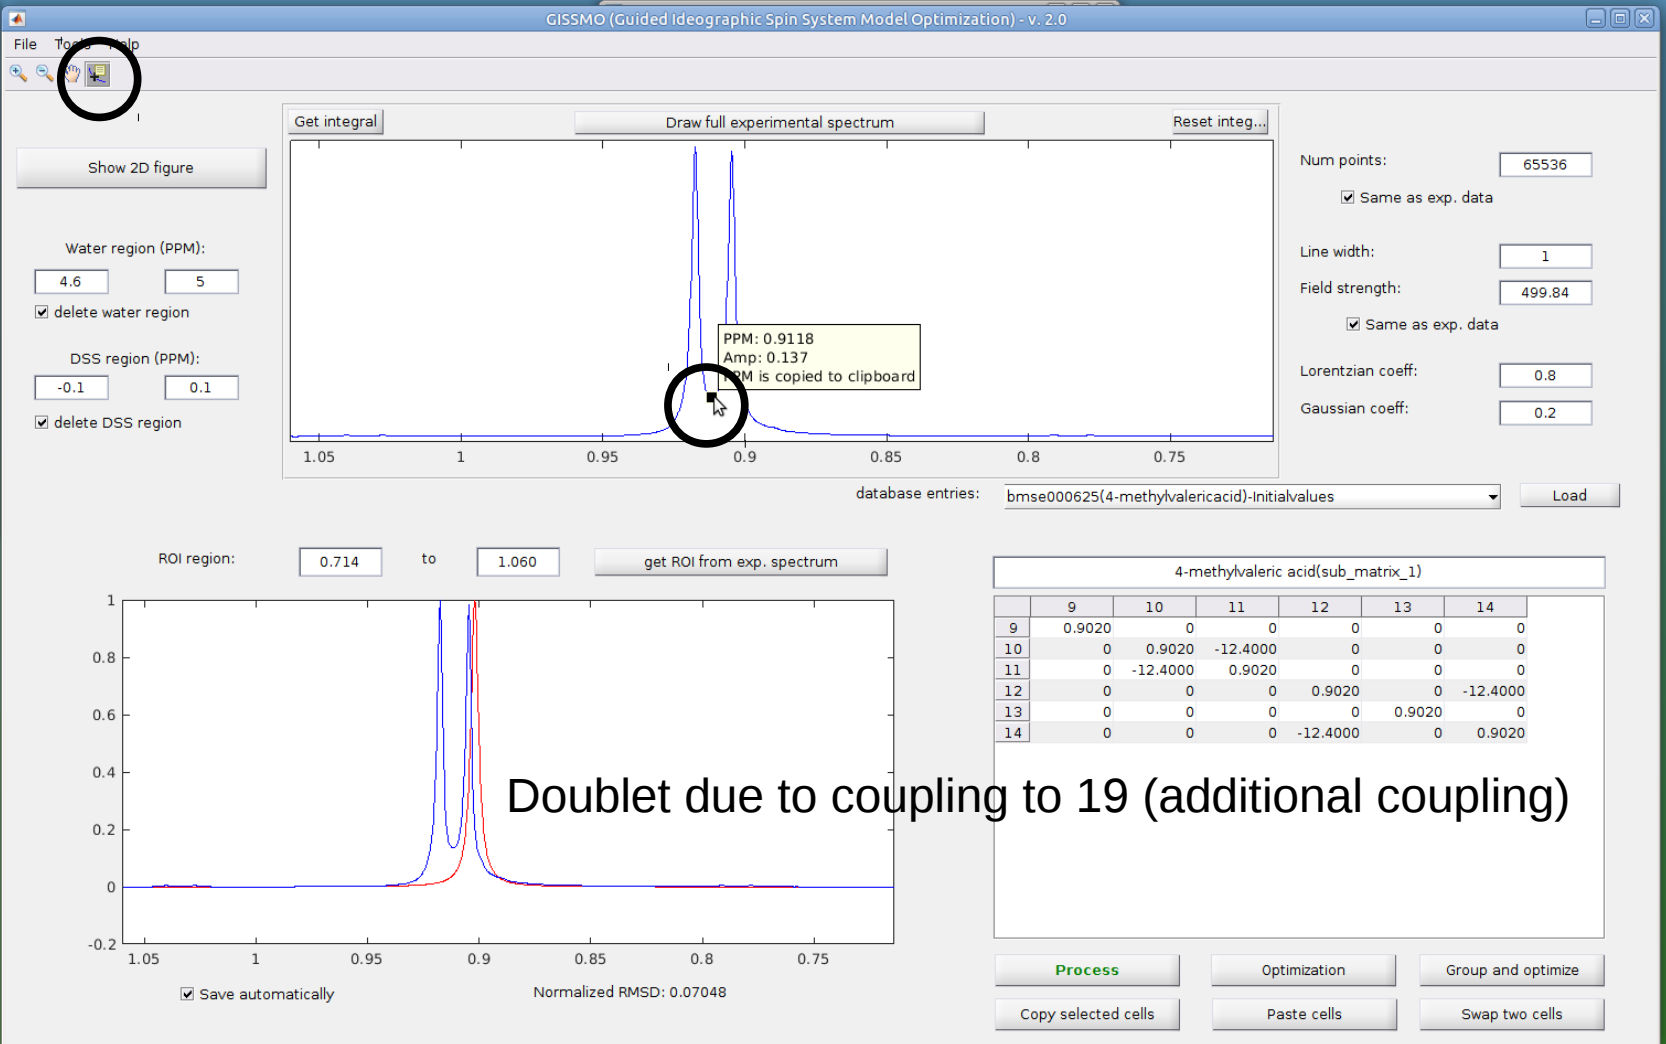 GISSMO (Guided Ideographic Spin System Model Optimization) - v. 2.0
File Tools Help
Get integral
Draw full experimental spectrum
Reset integ...
Show 2D figure
Water region (PPM):
4.6 5
delete water region
DSS region (PPM):
-0.1 0.1
delete DSS region
PPM: 0.9118
Amp: 0.137
PPM is copied to clipboard
1.05 1 0.95 0.9 0.85 0.8 0.75
Num points: 65536
Same as exp. data
Line width: 1
Field strength: 499.84
Same as exp. data
Lorentzian coeff: 0.8
Gaussian coeff: 0.2
database entries: bmse000625(4-methylvalericacid)-Initialvalues Load
ROI region: 0.714 to 1.060 get ROI from exp. spectrum
1
0.8
0.6
0.4
0.2
0
-0.2
1.05 1 0.95 0.9 0.85 0.8 0.75
Save automatically
Normalized RMSD: 0.07048
4-methylvaleric acid(sub_matrix_1)
9 10 11 12 13 14
9 0.9020 0 0 0 0 0
10 0 0.9020 -12.4000 0 0 0
11 0 -12.4000 0.9020 0 0 0
12 0 0 0 0.9020 0 -12.4000
13 0 0 0 0 0.9020 0
14 0 0 0 -12.4000 0 0.9020
Doublet due to coupling to 19 (additional coupling)
Process Optimization Group and optimize
Copy selected cells Paste cells Swap two cells